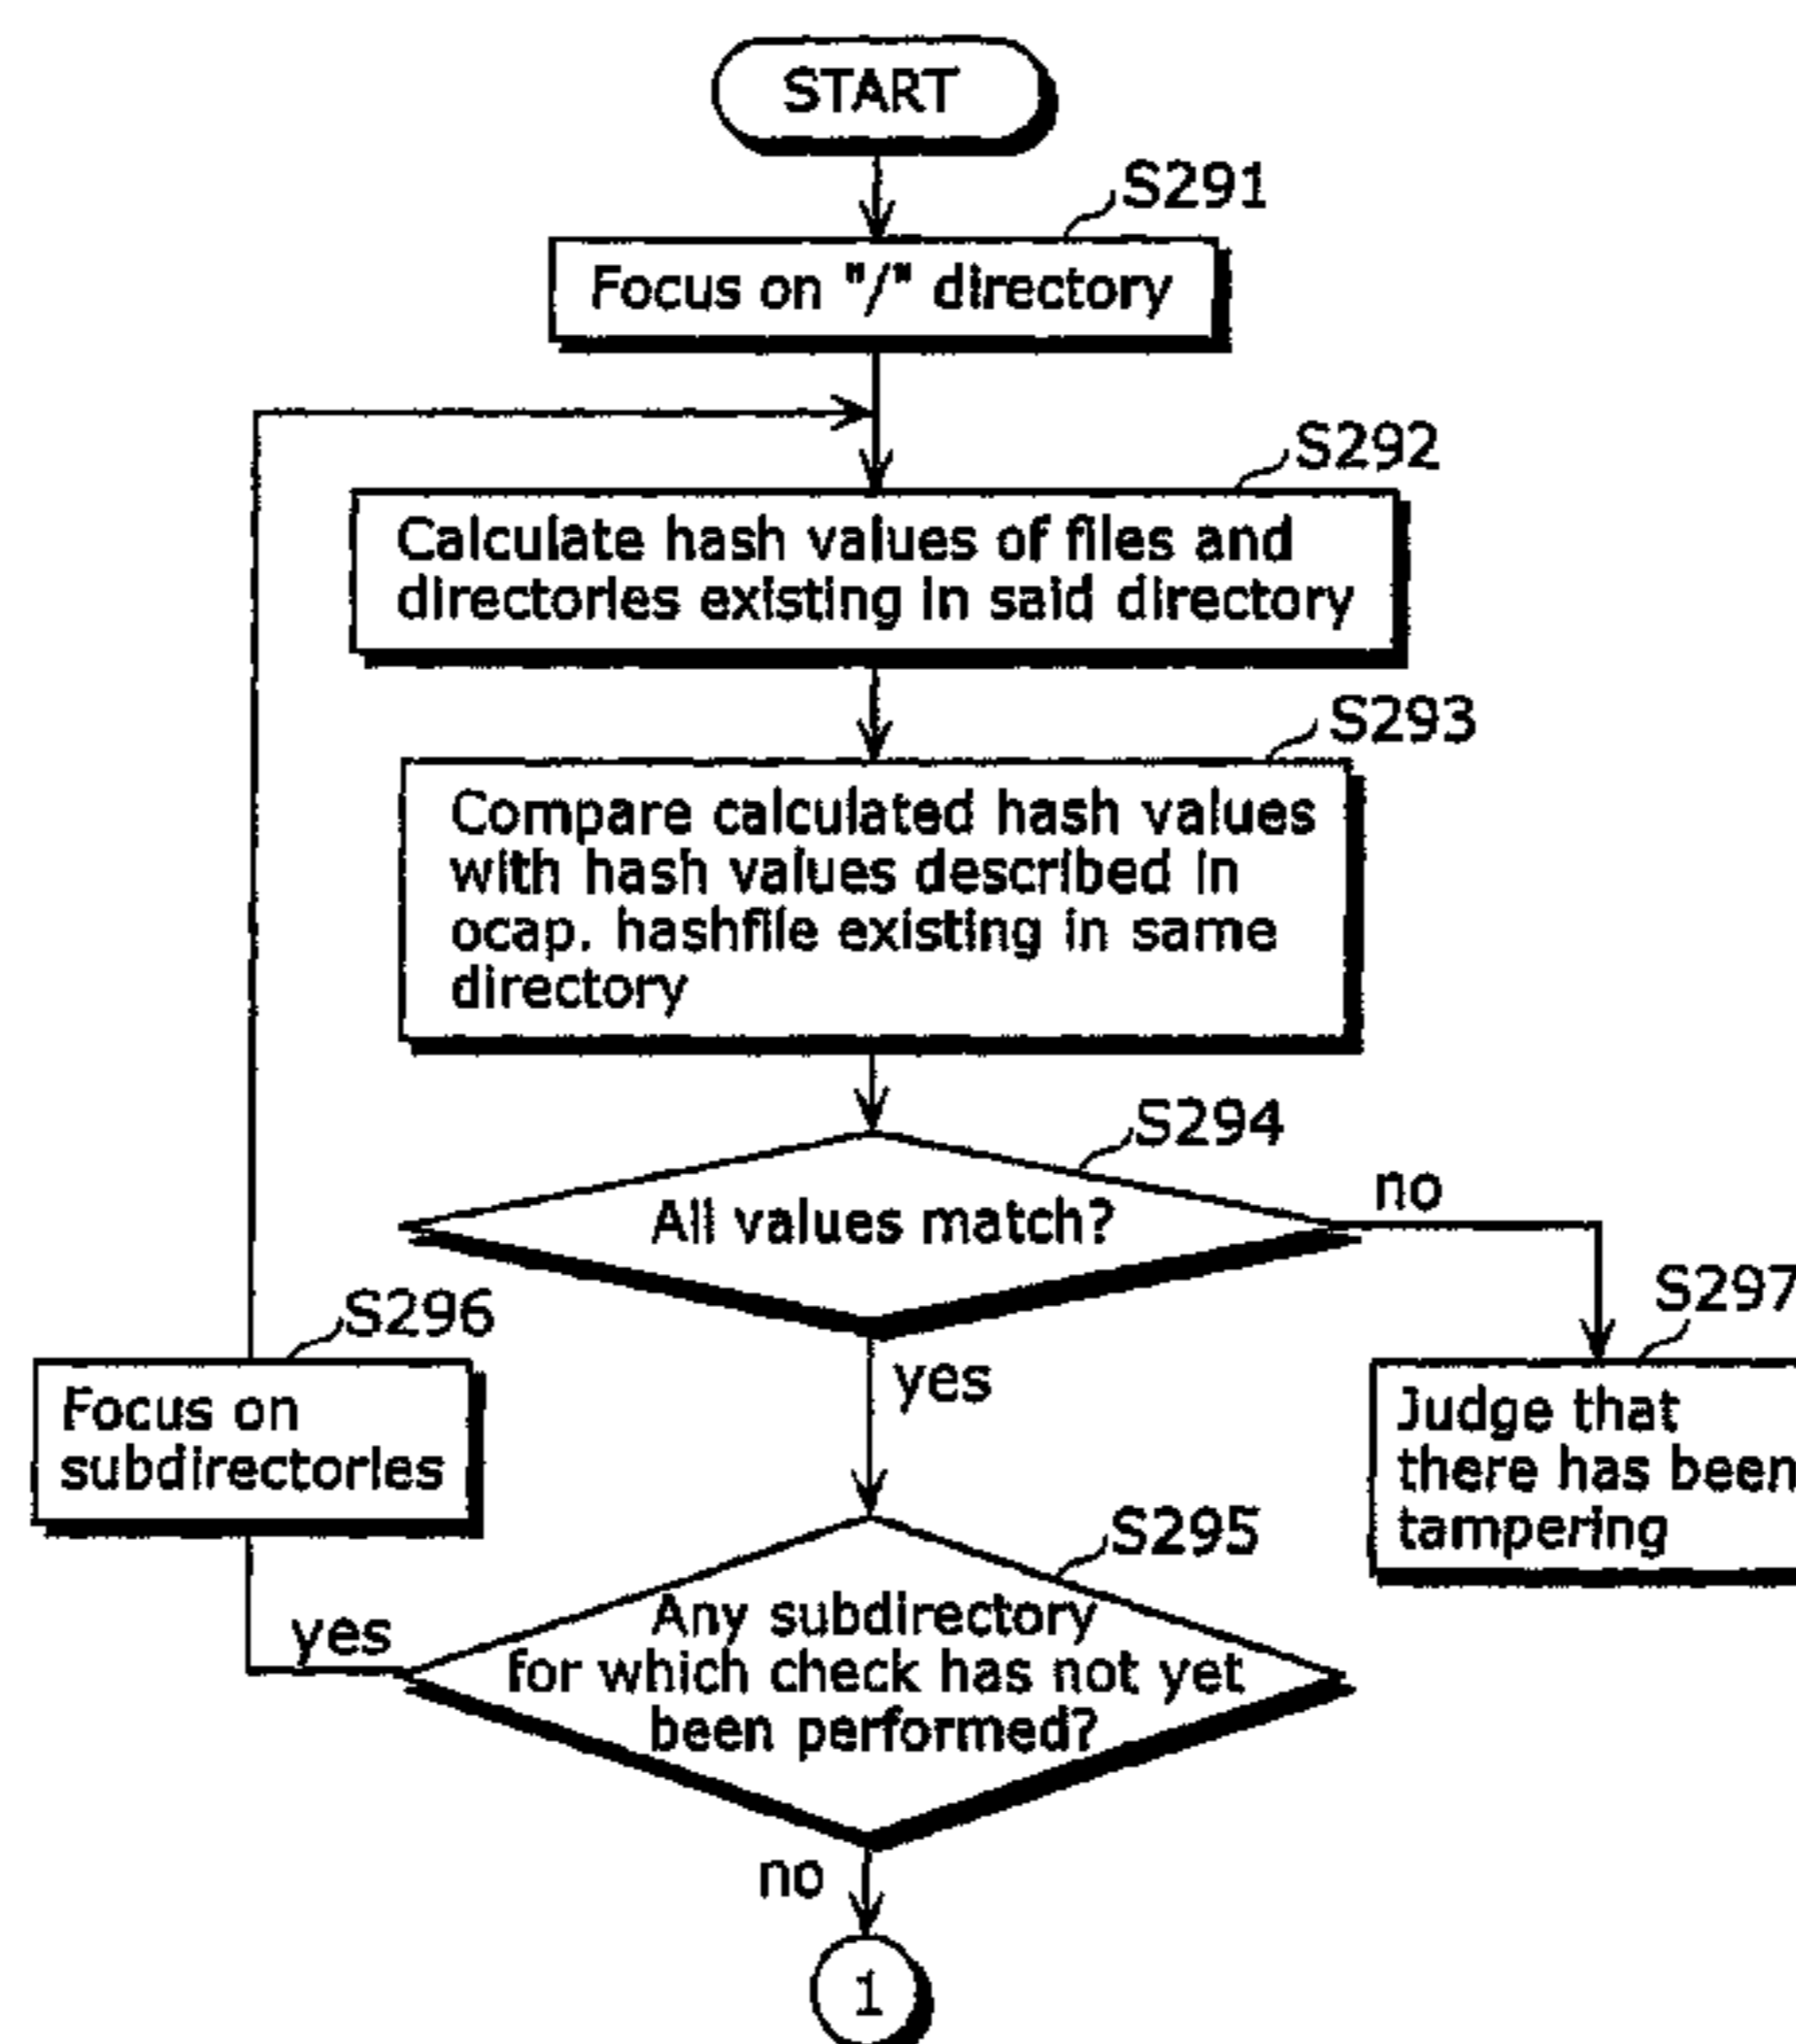 START
S291
Focus on "/" directory
S292
Calculate hash values of files and
directories existing in said directory
S293
Compare calculated hash values
with hash values described in
ocap. hashfile existing in same
directory
S294
All values match?
no
S297
Judge that
there has been
tampering
yes
S296
Focus on
subdirectories
S295
Any subdirectory
for which check has not yet
been performed?
yes
no
1